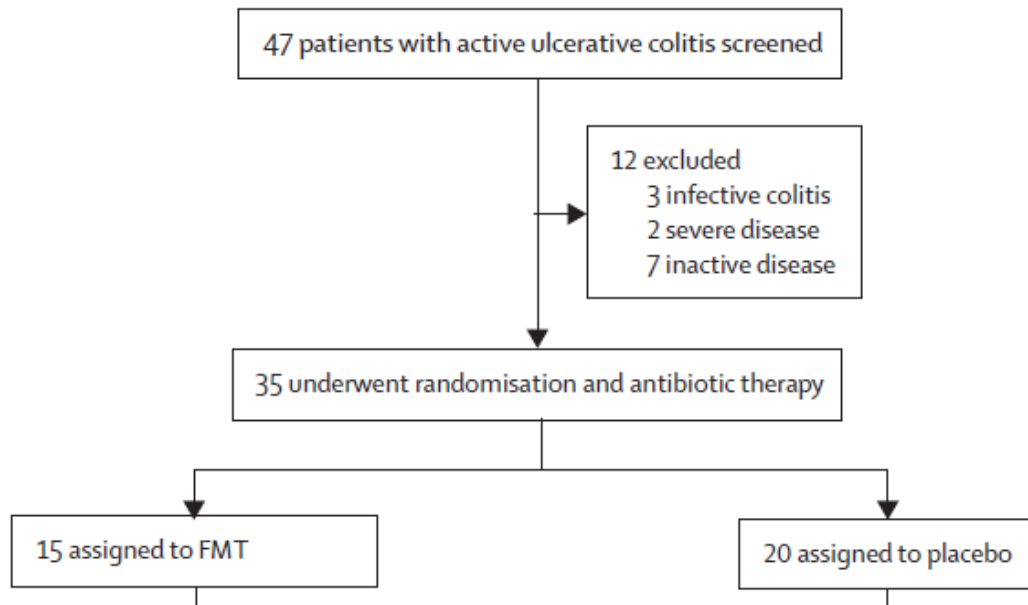 47 patients with active ulcerative colitis screened
12 excluded
3 infective colitis
2 severe disease
7 inactive disease
35 underwent randomisation and antibiotic therapy
15 assigned to FMT
20 assigned to placebo